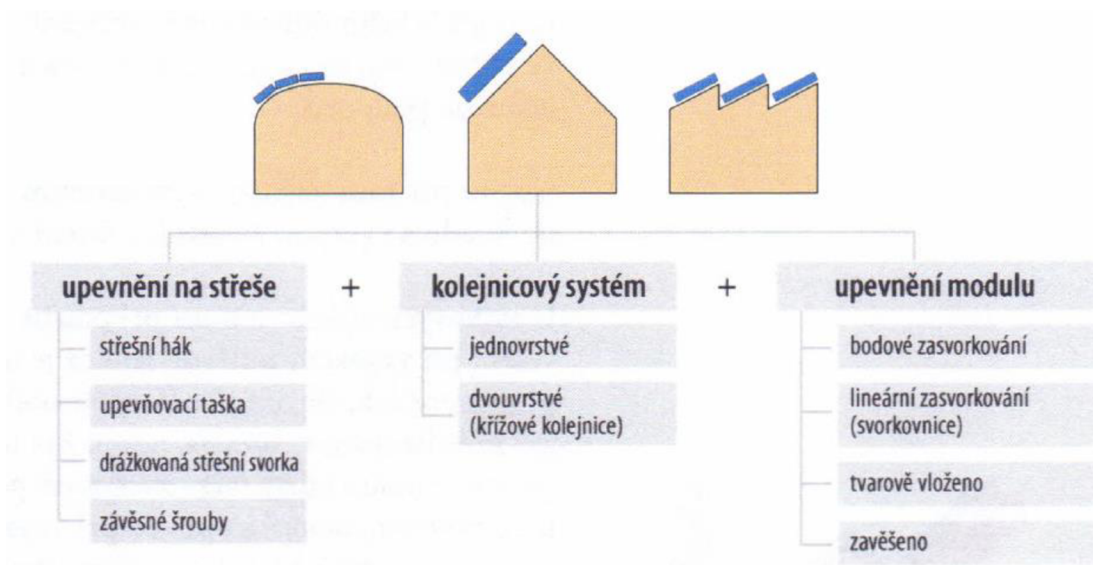 upevnění na střeše + kolejnicový systém + upevnění modulu
střešní hák
upevňovací taška
drážkovaná střešní svorka
závěsné šrouby
jednovrstvé
dvouvrstvé
(křížové kolejnice)
bodové zasvorkování
lineární zasvorkování
(svorkovnice)
tvarově vloženo
zavěšeno